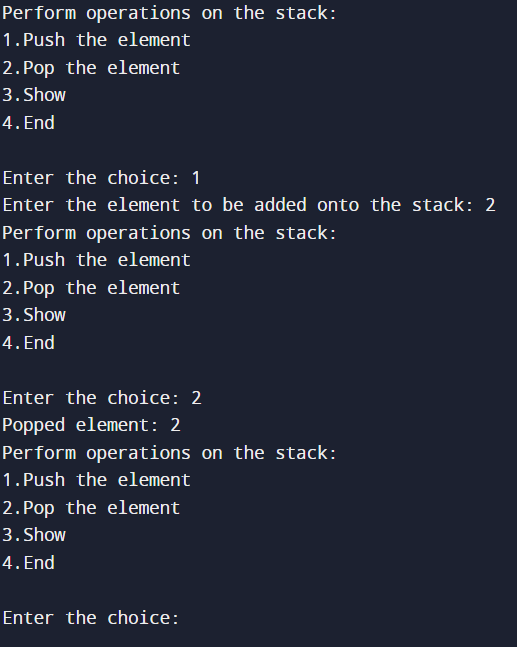 Perform operations on the stack:
1.Push the element
2.Pop the element
3.Show
4.End
Enter the choice: 1
Enter the element to be added onto the stack: 2
Perform operations on the stack:
1.Push the element
2.Pop the element
3.Show
4.End
Enter the choice: 2
Popped element: 2
Perform operations on the stack:
1.Push the element
2.Pop the element
3.Show
4.End
Enter the choice: